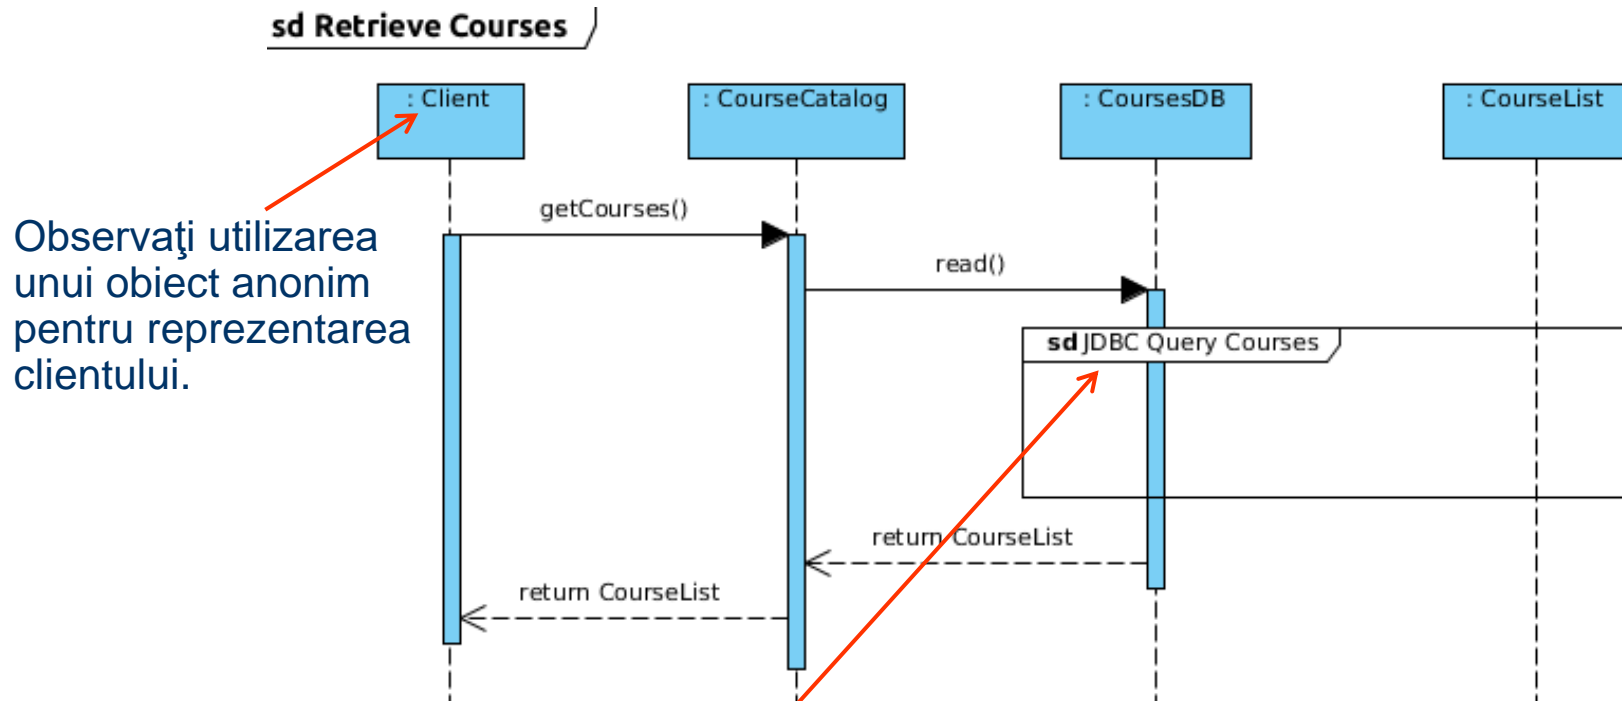 sd Retrieve Courses
: Client
: CourseCatalog
: CoursesDB
: CourseList
getCourses()
read()
Observaţi utilizarea
unui obiect anonim
pentru reprezentarea
clientului.
sd JDBC Query Courses
return CourseList
return CourseList